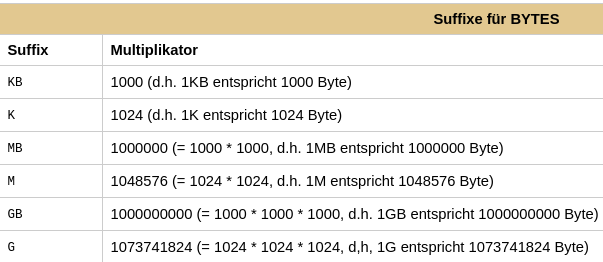 Suffixe für BYTES
Suffix Multiplikator
KB 1000 (d.h. 1KB entspricht 1000 Byte)
K 1024 (d.h. 1K entspricht 1024 Byte)
MB 1000000 (= 1000 * 1000, d.h. 1MB entspricht 1000000 Byte)
M 1048576 (= 1024 * 1024, d.h. 1M entspricht 1048576 Byte)
GB 1000000000 (= 1000 * 1000 * 1000, d.h. 1GB entspricht 1000000000 Byte)
G 1073741824 (= 1024 * 1024 * 1024, d,h, 1G entspricht 1073741824 Byte)